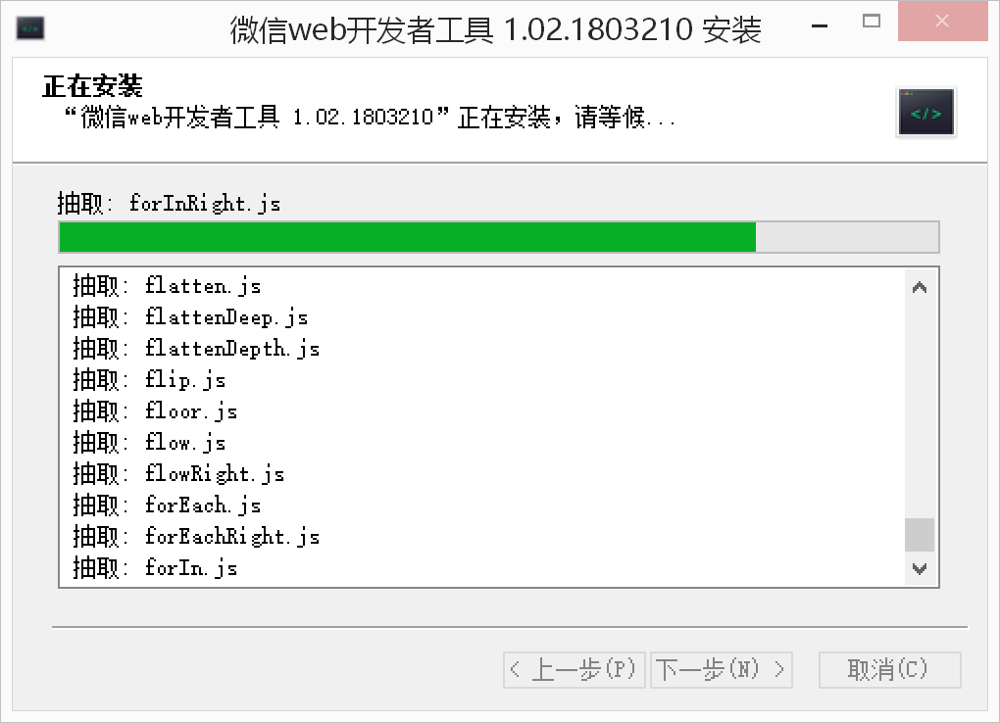 微信web开发者工具 1.02.1803210 安装
正在安装
“微信web开发者工具 1.02.1803210”正在安装，请等候...
</>
抽取: forInRight.js
抽取: flatten.js
抽取: flattenDeep.js
抽取: flattenDepth.js
抽取: flip.js
抽取: floor.js
抽取: flow.js
抽取: flowRight.js
抽取: forEach.js
抽取: forEachRight.js
抽取: forIn.js
< 上一步(P) 下一步(N) > 取消(C)